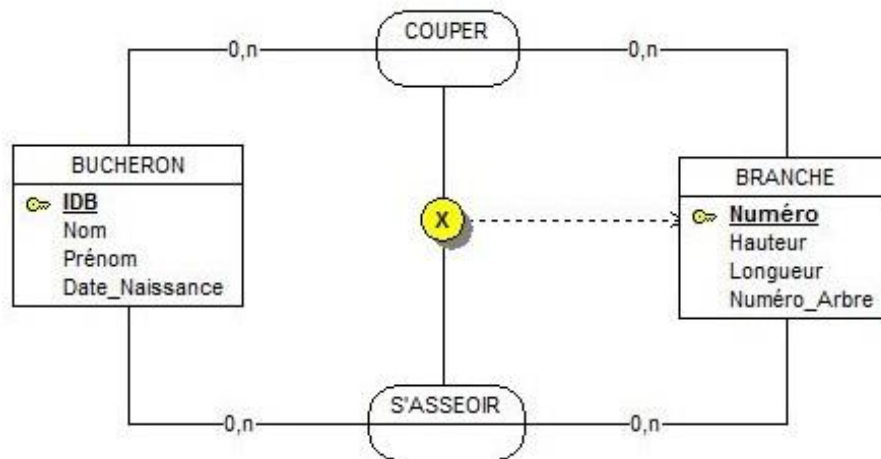 COUPER
0,n
0,n
BUCHERON
IDB
Nom
Prénom
Date_Naissance
X
BRANCHE
Numéro
Hauteur
Longueur
Numéro_Arbre
S'ASSEOIR
0,n
0,n